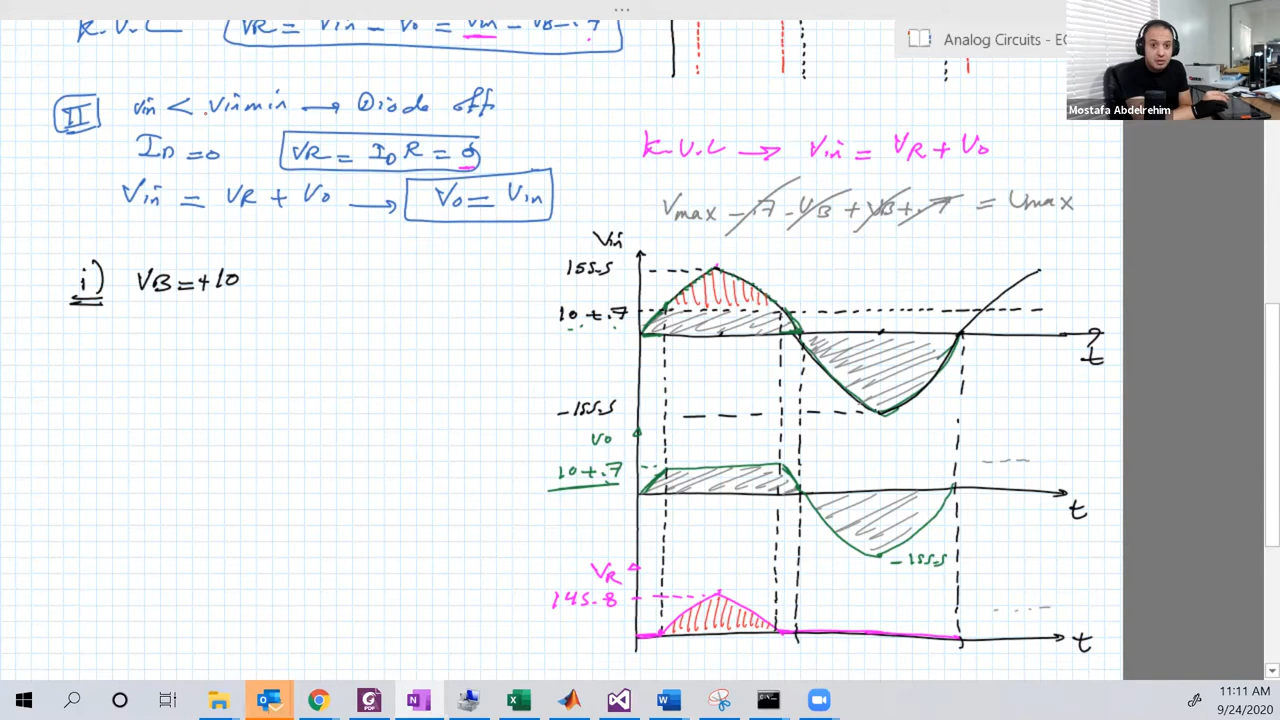 K.V.L VR = Vin - Vo = Vin - VB - .7
Analog Circuits - EC
Mostafa Abdelrehim
II Vin < Vinmin → Diode off
ID = 0 VR = ID R = 0
Vin = VR + Vo → Vo = Vin
K.V.L → Vin = VR + Vo
Vmax - .7 - VB + VB + .7 = Vmax
i) VB = +10
Vin
155.5
10 + .7
t
-155.5
Vo
10 + .7
t
-155.5
VR
145.8
t
11:11 AM
9/24/2020